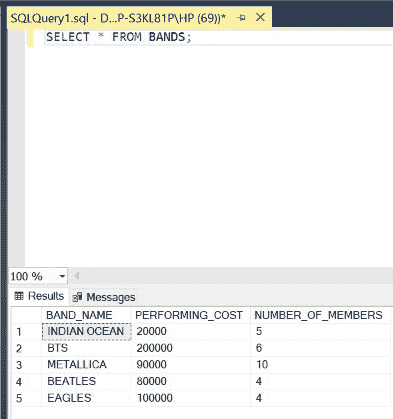 SQLQuery1.sql - D...P-S3KL81P\HP (69))*
SELECT * FROM BANDS;
100 %
Results Messages
BAND_NAME PERFORMING_COST NUMBER_OF_MEMBERS
1 INDIAN OCEAN 20000 5
2 BTS 200000 6
3 METALLICA 90000 10
4 BEATLES 80000 4
5 EAGLES 100000 4